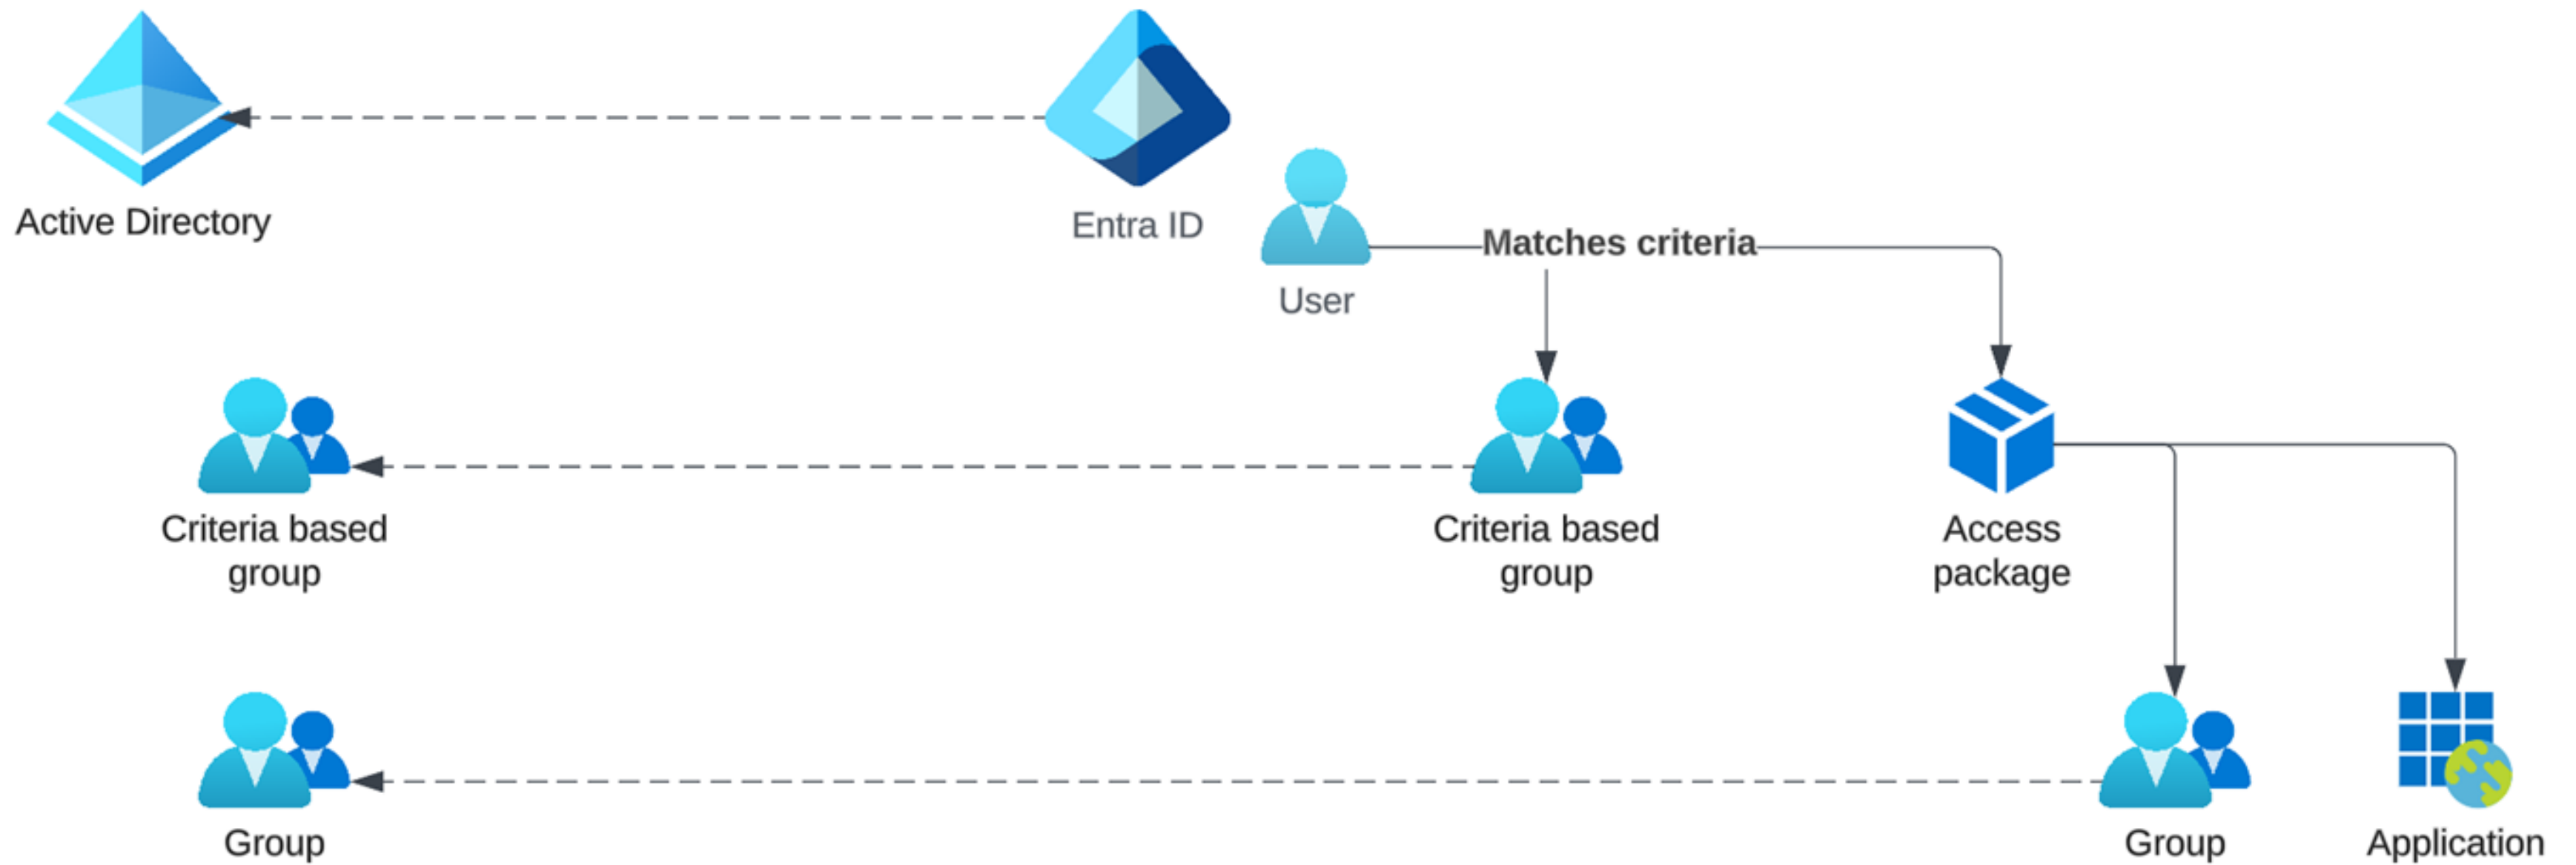 Active Directory
Entra ID
User
Matches criteria
Criteria based
group
Criteria based
group
Access
package
Group
Group
Application